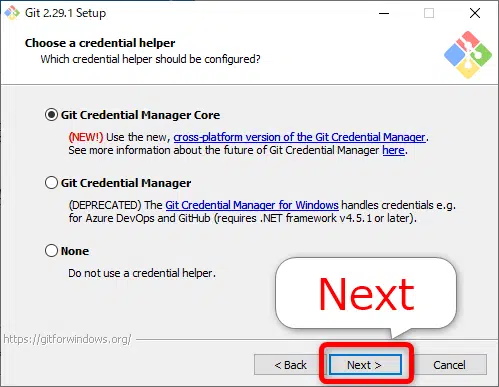 Git 2.29.1 Setup
Choose a credential helper
Which credential helper should be configured?
Git Credential Manager Core
(NEW!) Use the new, cross-platform version of the Git Credential Manager.
See more information about the future of Git Credential Manager here.
Git Credential Manager
(DEPRECATED) The Git Credential Manager for Windows handles credentials e.g.
for Azure DevOps and GitHub (requires .NET framework v4.5.1 or later).
None
Do not use a credential helper.
Next
https://gitforwindows.org/
< Back
Next >
Cancel